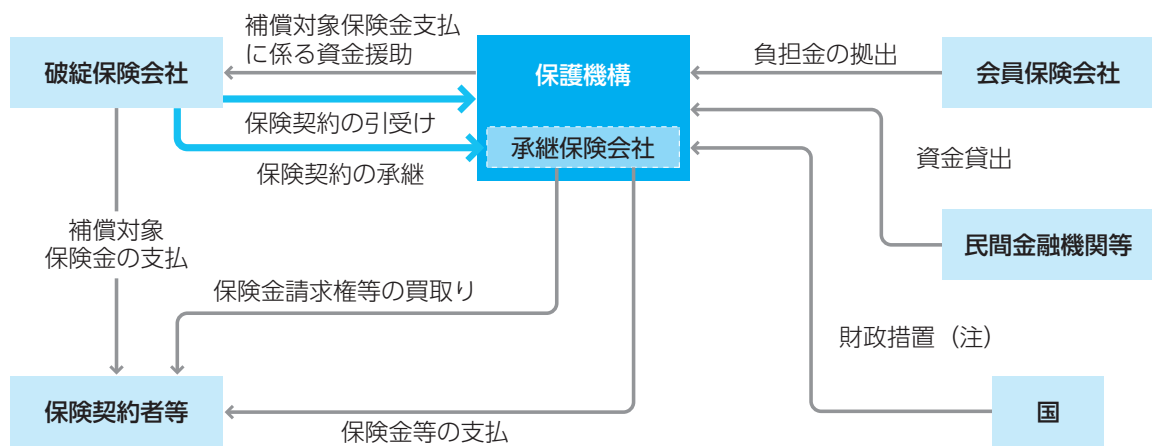 補償対象保険金支払
に係る資金援助
破綻保険会社
保護機構
負担金の拠出
会員保険会社
保険契約の引受け
承継保険会社
保険契約の承継
資金貸出
補償対象
保険金の支払
民間金融機関等
保険金請求権等の買取り
財政措置（注）
保険契約者等
保険金等の支払
国